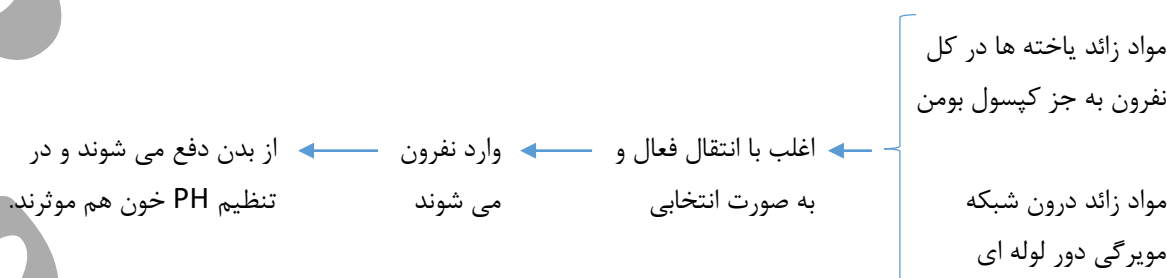 مواد زائد یاخته ها در کل
نفرون به جز کپسول بومن
مواد زائد درون شبکه
مویرگی دور لوله ای
اغلب با انتقال فعال و
به صورت انتخابی
وارد نفرون
می شوند
از بدن دفع می شوند و در
تنظیم PH خون هم موثرند.